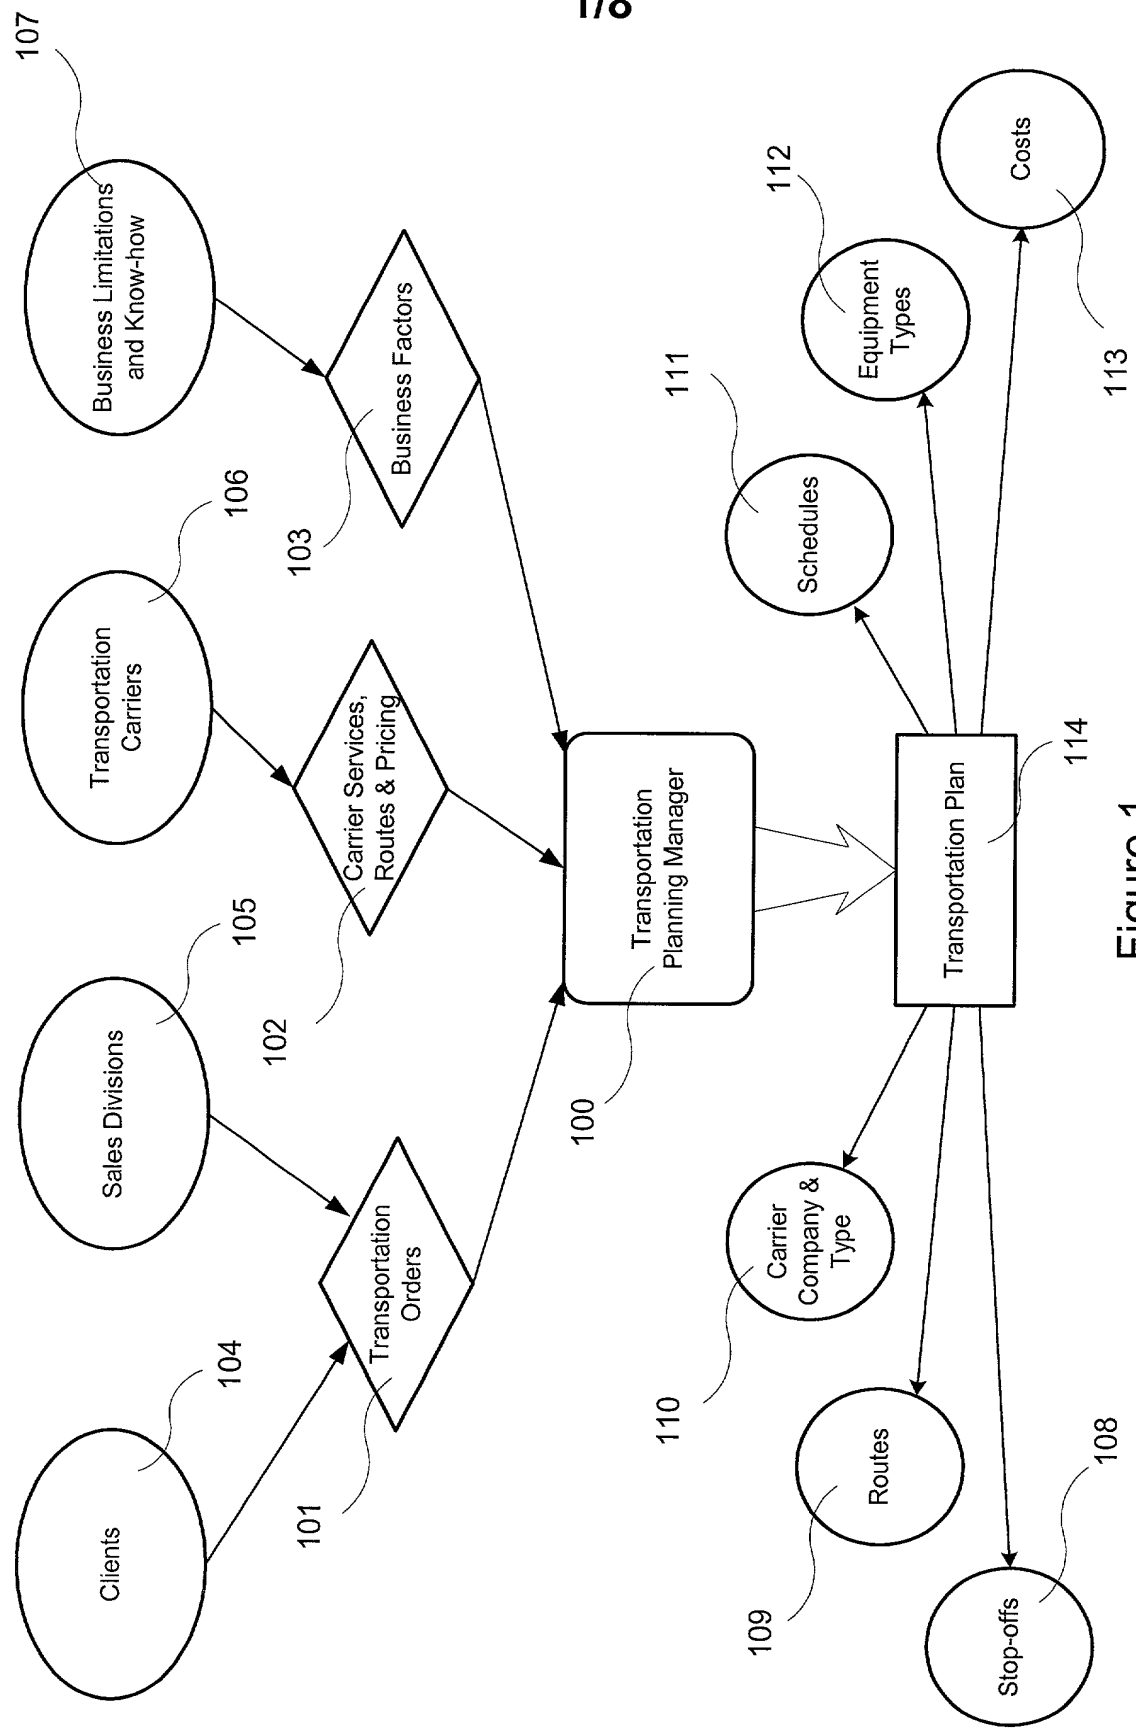 1/8
104
Clients
105
Sales Divisions
106
Transportation
Carriers
107
Business Limitations
and Know-how
101
Transportation
Orders
102
Carrier Services,
Routes & Pricing
103
Business Factors
100
Transportation
Planning Manager
108
Stop-offs
109
Routes
110
Carrier
Company &
Type
111
Schedules
112
Equipment
Types
113
Costs
Transportation Plan
114
Figure 1